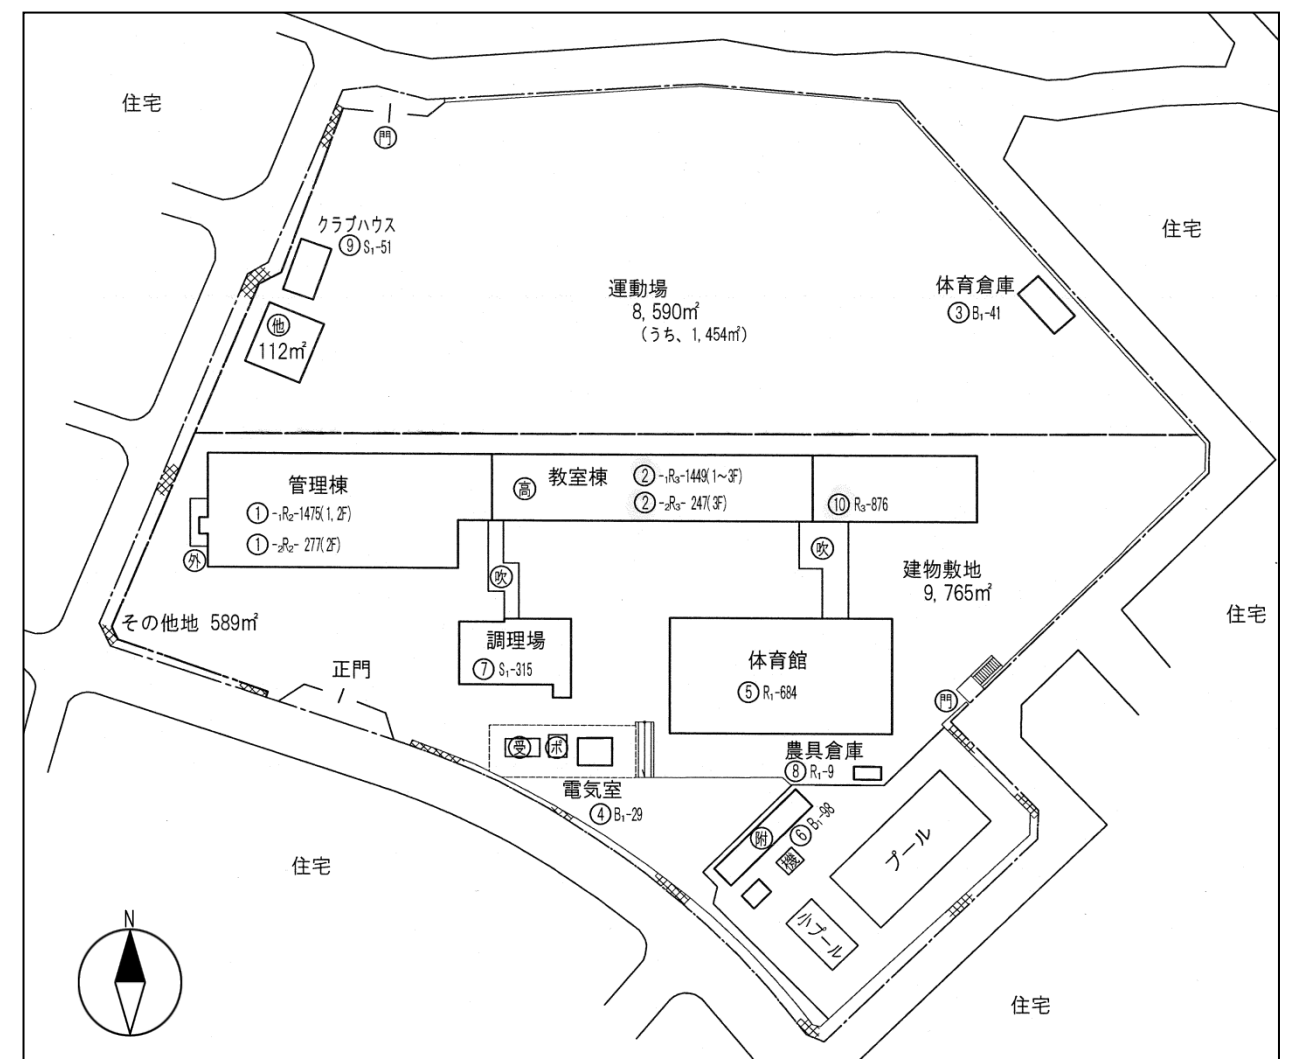 住宅
門
クラブハウス
⑨S₁-51
住宅
運動場
8,590㎡
(うち、1,454㎡)
体育倉庫
③B₁-41
他
112㎡
管理棟
①-₁R₂-1475(1,2F)
①-₂R₂- 277(2F)
高
教室棟
②-₁R₃-1449(1~3F)
②-₂R₃- 247(3F)
⑩R₃-876
外
吹
吹
建物敷地
9,765㎡
その他地 589㎡
住宅
正門
調理場
⑦S₁-315
体育館
⑤R₁-684
門
受
ポ
農具倉庫
⑧R₁-9
電気室
④B₁-29
附
⑥B₁-98
機
プール
小プール
住宅
N
住宅